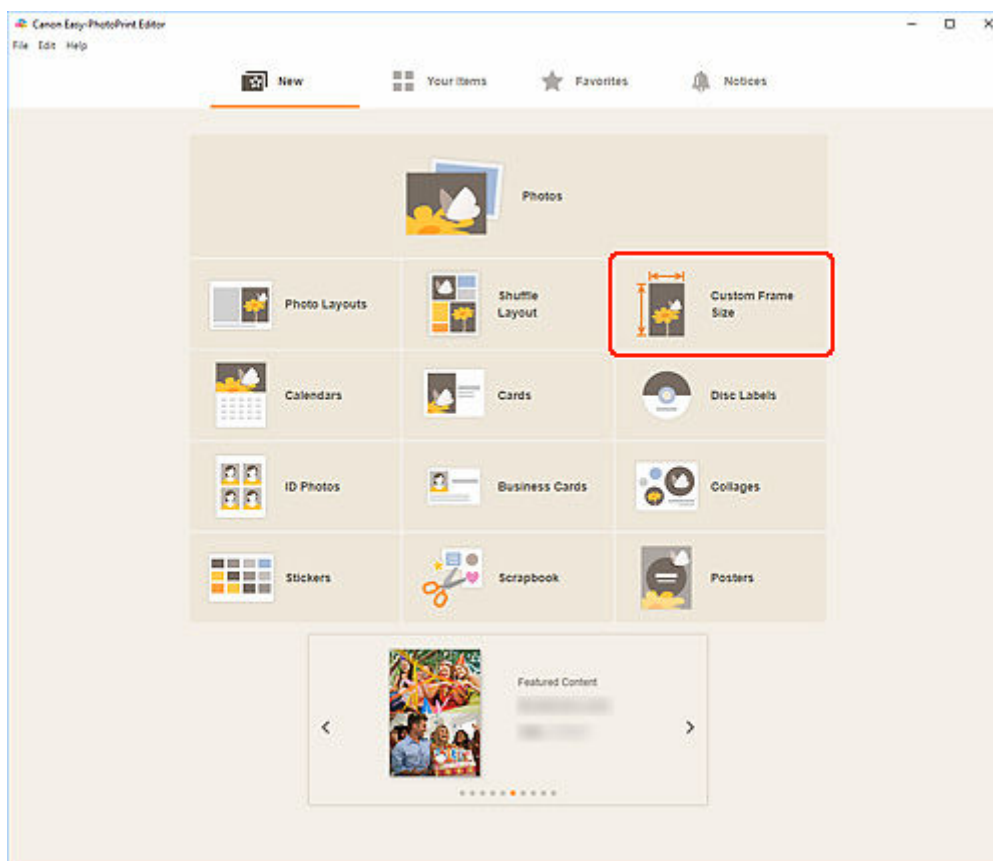 Canon Easy-PhotoPrint Editor
File Edit Help
New
Your Items
Favorites
Notices
Photos
Photo Layouts
Shuffle
Layout
Custom Frame
Size
Calendars
Cards
Disc Labels
ID Photos
Business Cards
Collages
Stickers
Scrapbook
Posters
Featured Content